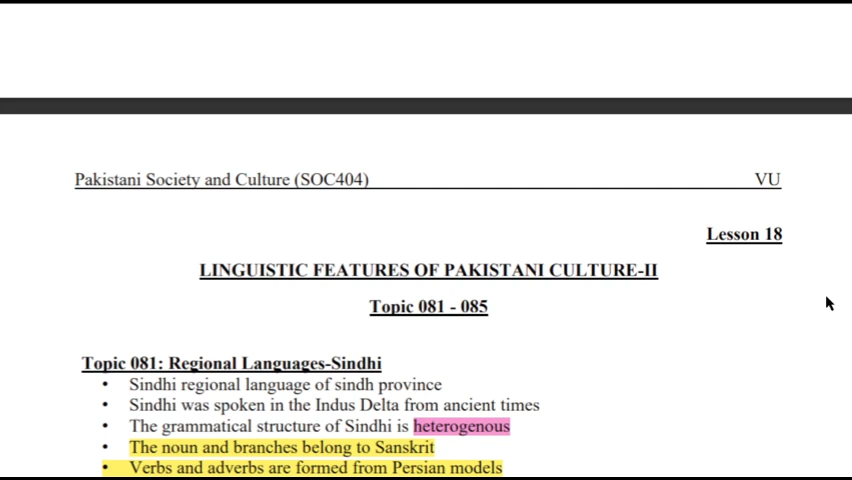 Pakistani Society and Culture (SOC404) VU
Lesson 18
LINGUISTIC FEATURES OF PAKISTANI CULTURE-II
Topic 081 - 085
Topic 081: Regional Languages-Sindhi
• Sindhi regional language of sindh province
• Sindhi was spoken in the Indus Delta from ancient times
• The grammatical structure of Sindhi is heterogenous
• The noun and branches belong to Sanskrit
• Verbs and adverbs are formed from Persian models